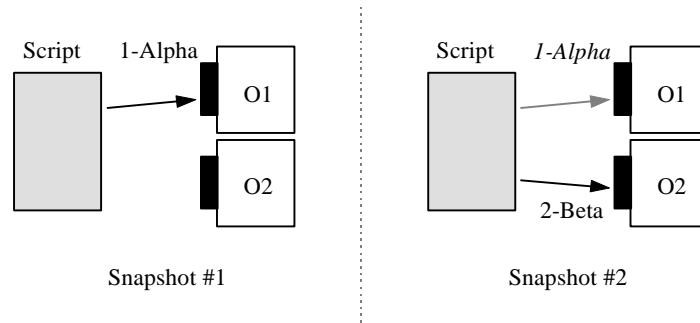 Script
1-Alpha
O1
O2
Snapshot #1
Script
1-Alpha
O1
O2
2-Beta
Snapshot #2